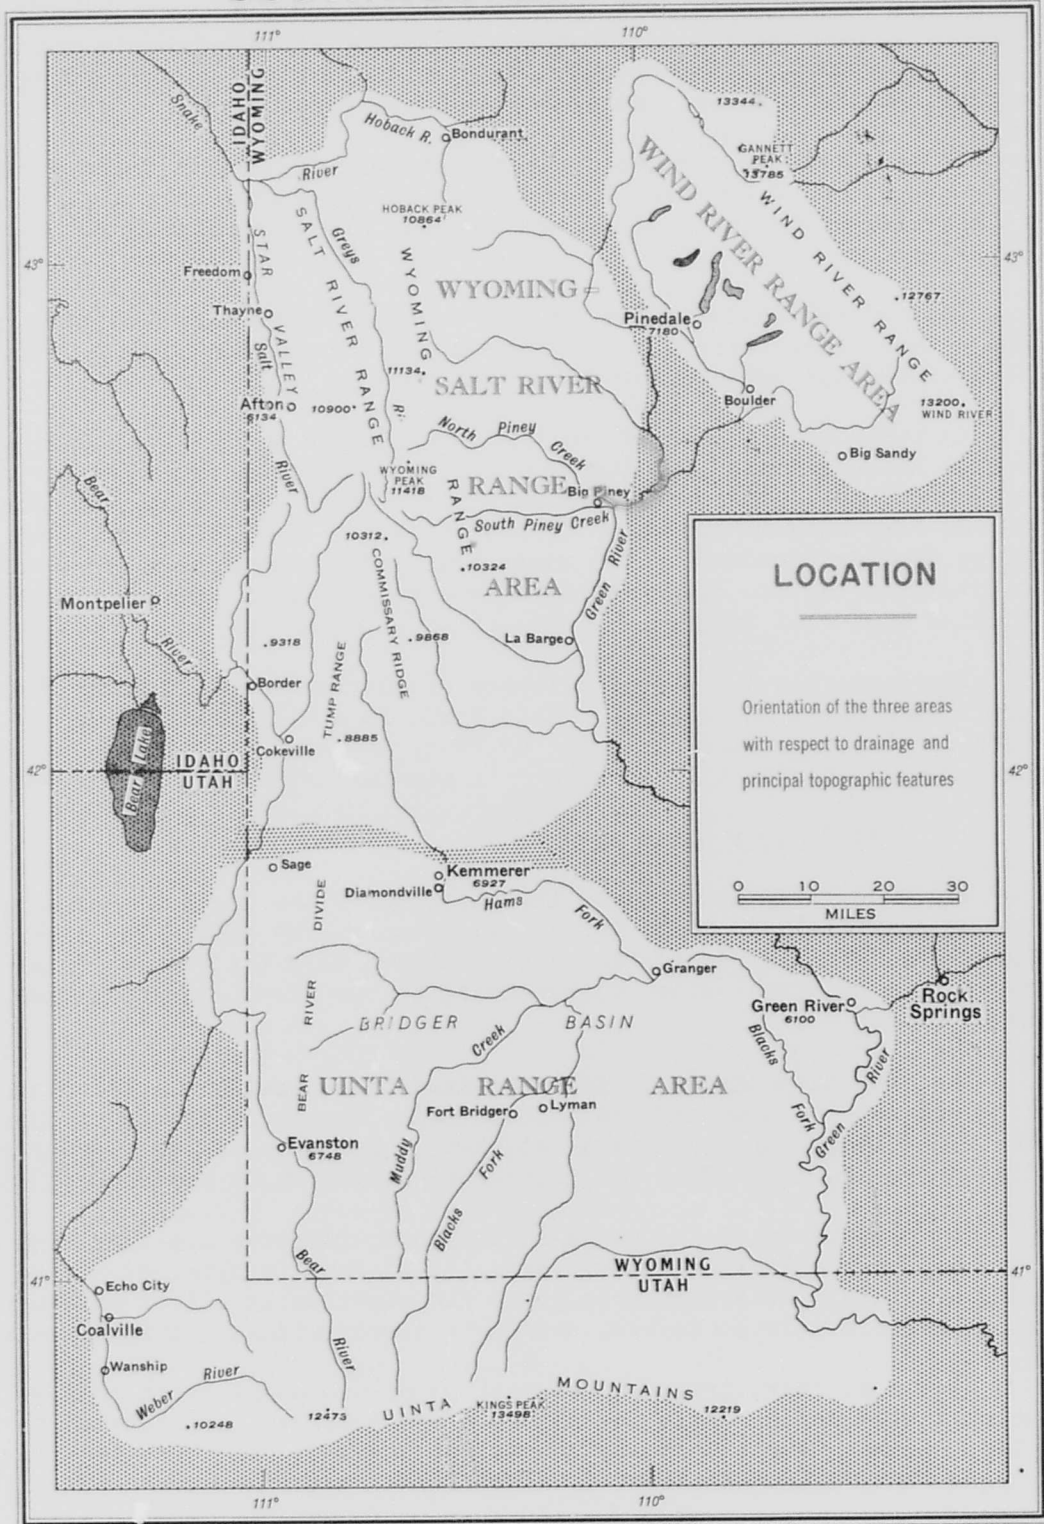 111°
110°
Snake
IDAHO
WYOMING
Hoback R.
Bondurant
13344
GANNETT
PEAK
13785
WIND RIVER RANGE AREA
WIND RIVER RANGE
River
HOBACK PEAK
10864
43°
43°
STAR VALLEY
SALT RIVER RANGE
Greys
Ri
WYOMING RANGE
Freedom
Thayne
Salt
River
WYOMING=
SALT RIVER
RANGE
AREA
12767
Pinedale
7180
11134
Afton
6134
10900
Boulder
13200
WIND RIVER
North Piney Creek
Big Sandy
WYOMING
PEAK
11418
Big Piney
South Piney Creek
Bear
River
10312
10324
Green River
COMMISSARY RIDGE
Montpelier
9318
9868
La Barge
TUMP RANGE
Border
Cokeville
8885
Bear Lake
IDAHO
UTAH
42°
42°
LOCATION
Orientation of the three areas
with respect to drainage and
principal topographic features
0 10 20 30
MILES
Sage
Kemmerer
6927
Diamondville
Hams Fork
BEAR RIVER DIVIDE
Granger
Green River
6100
Rock
Springs
BRIDGER BASIN
Muddy Creek
Blacks Fork
Green River
UINTA RANGE AREA
Fort Bridger
Lyman
Evanston
6748
Blacks Fork
Bear River
WYOMING
UTAH
41°
41°
Echo City
Coalville
Wanship
Weber River
10248
12473
UINTA MOUNTAINS
KINGS PEAK
13498
12219
111°
110°